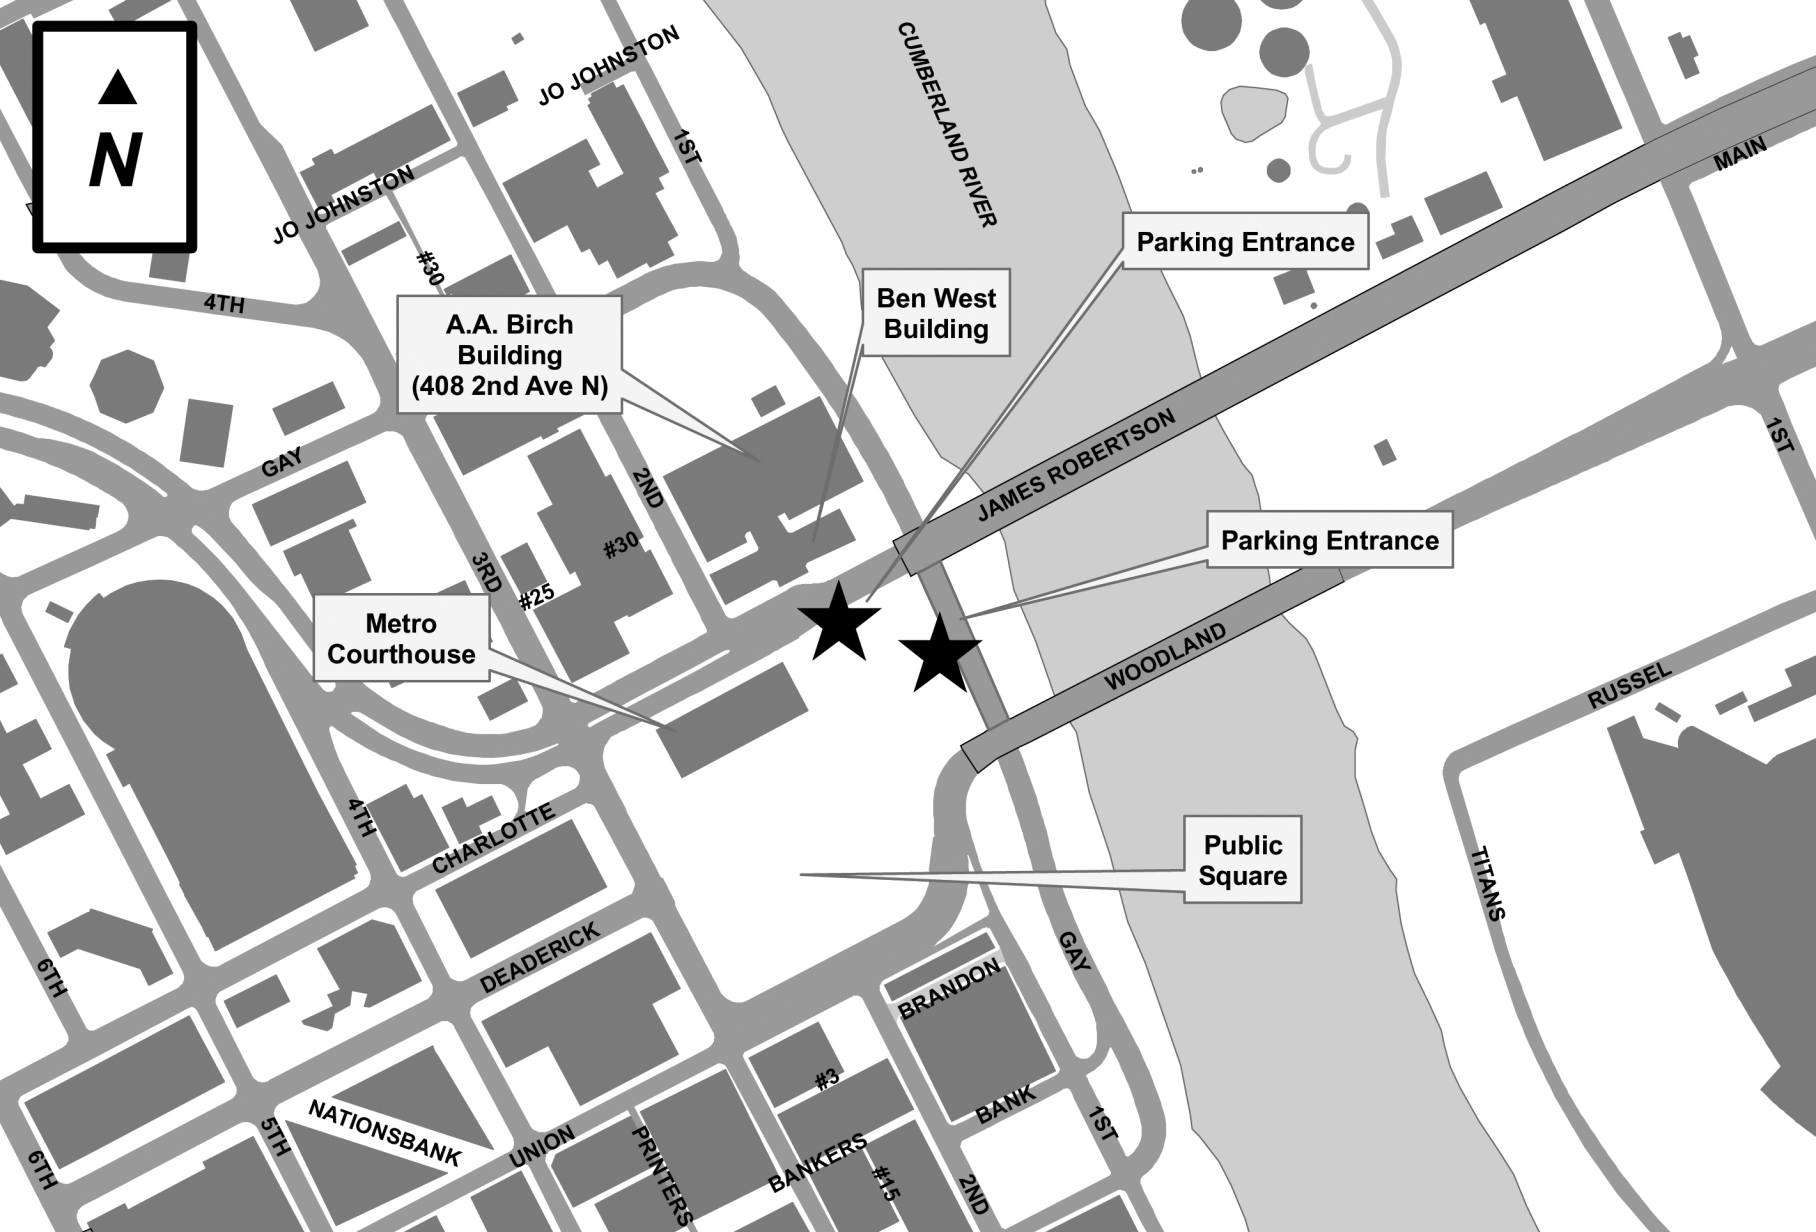 N
JO JOHNSTON
JO JOHNSTON
1ST
CUMBERLAND RIVER
MAIN
Parking Entrance
#30
4TH
A.A. Birch
Building
(408 2nd Ave N)
Ben West
Building
JAMES ROBERTSON
1ST
GAY
2ND
#30
3RD
#25
Parking Entrance
Metro
Courthouse
WOODLAND
RUSSEL
4TH
CHARLOTTE
Public
Square
TITANS
DEADERICK
GAY
6TH
BRANDON
#3
BANK
1ST
NATIONSBANK
5TH
UNION
PRINTERS
BANKERS
#15
2ND
6TH